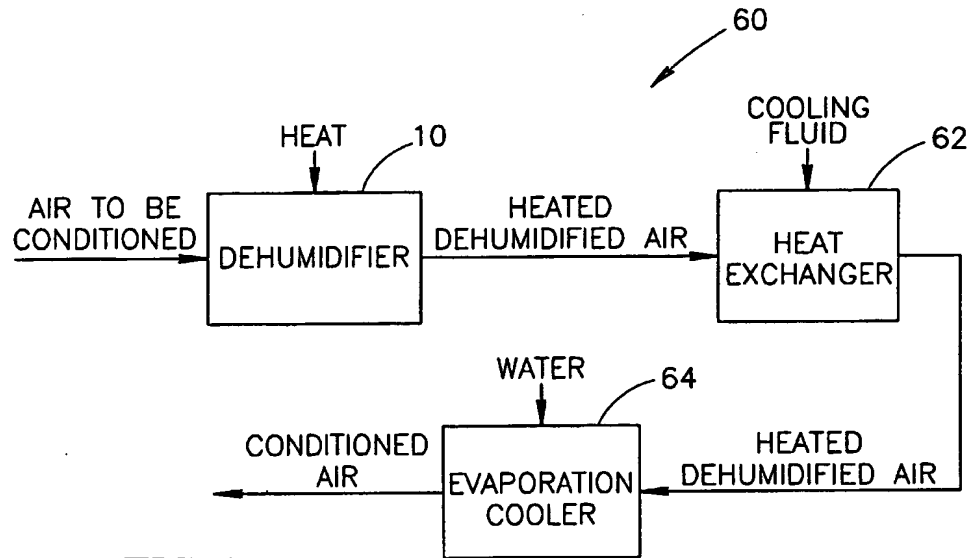 60
COOLING
FLUID
62
HEAT
10
AIR TO BE
CONDITIONED
DEHUMIDIFIER
HEATED
DEHUMIDIFIED AIR
HEAT
EXCHANGER
WATER
64
CONDITIONED
AIR
EVAPORATION
COOLER
HEATED
DEHUMIDIFIED AIR